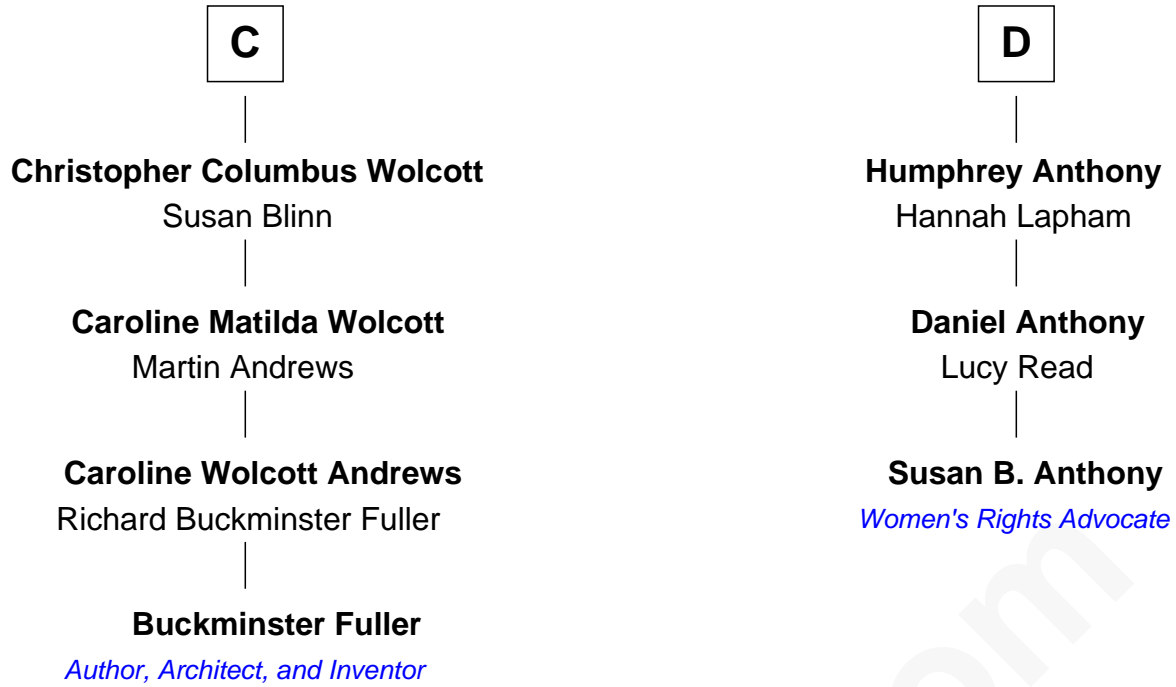 C
Christopher Columbus Wolcott
Susan Blinn
Caroline Matilda Wolcott
Martin Andrews
Caroline Wolcott Andrews
Richard Buckminster Fuller
Buckminster Fuller
Author, Architect, and Inventor
D
Humphrey Anthony
Hannah Lapham
Daniel Anthony
Lucy Read
Susan B. Anthony
Women's Rights Advocate
om